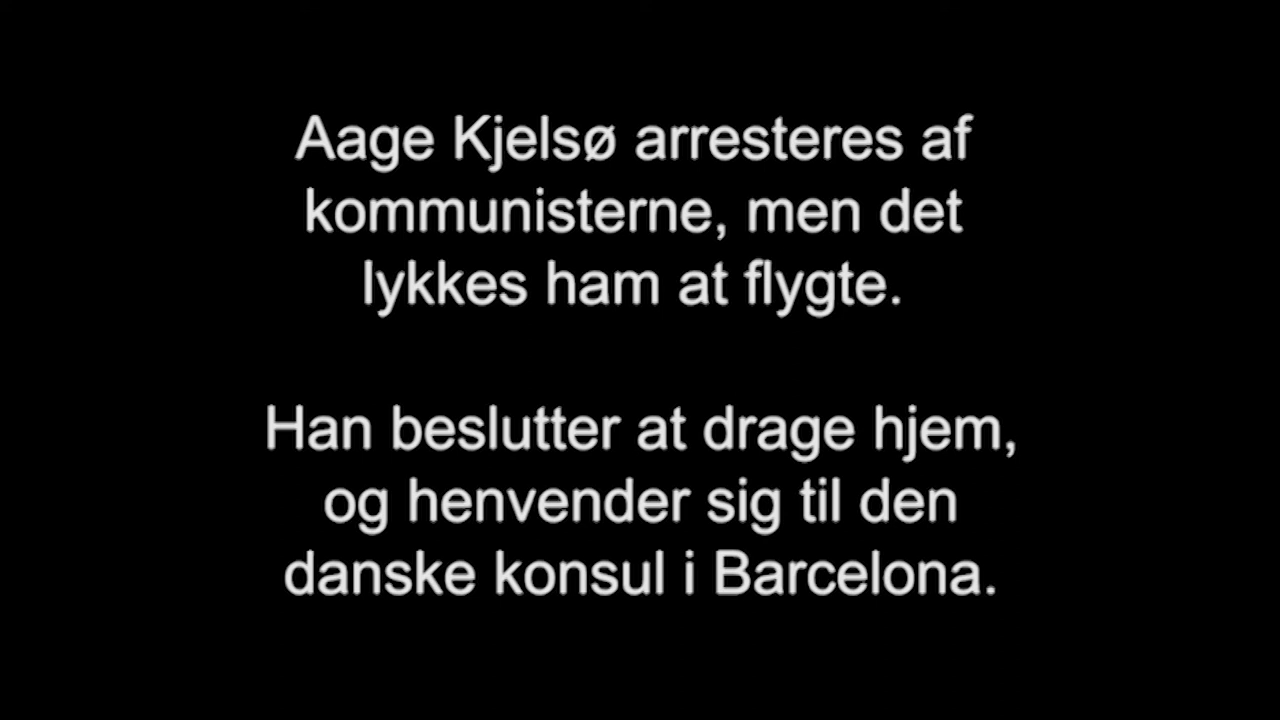 Aage Kjelsø arresteres af
kommunisterne, men det
lykkes ham at flygte.
Han beslutter at drage hjem,
og henvender sig til den
danske konsul i Barcelona.